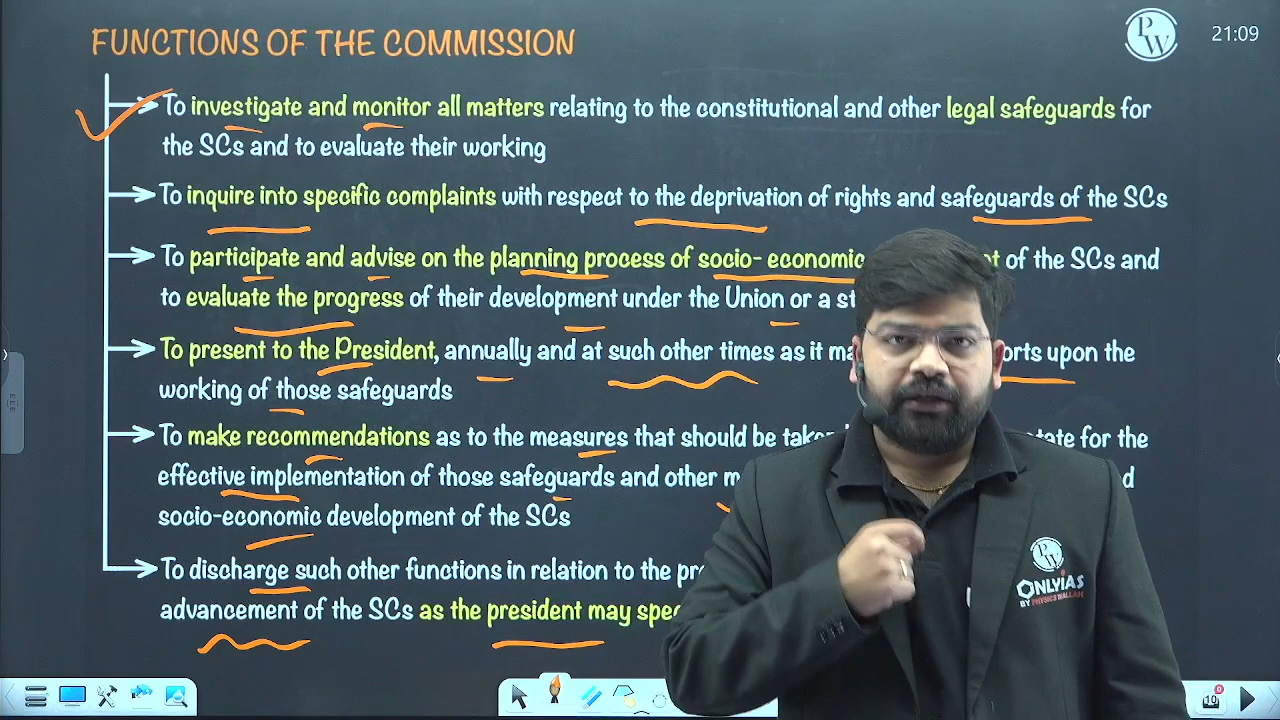 FUNCTIONS OF THE COMMISSION
PW
21:09
To investigate and monitor all matters relating to the constitutional and other legal safeguards for
the SCs and to evaluate their working
To inquire into specific complaints with respect to the deprivation of rights and safeguards of the SCs
To participate and advise on the planning process of socio- economic of the SCs and
to evaluate the progress of their development under the Union or a
To present to the President, annually and at such other times as it upon the
working of those safeguards
To make recommendations as to the measures that should be for the
effective implementation of those safeguards and other
socio-economic development of the SCs
To discharge such other functions in relation to the
advancement of the SCs as the president may
PW
ONLYIAS
BY PHYSICS WALLAH
10